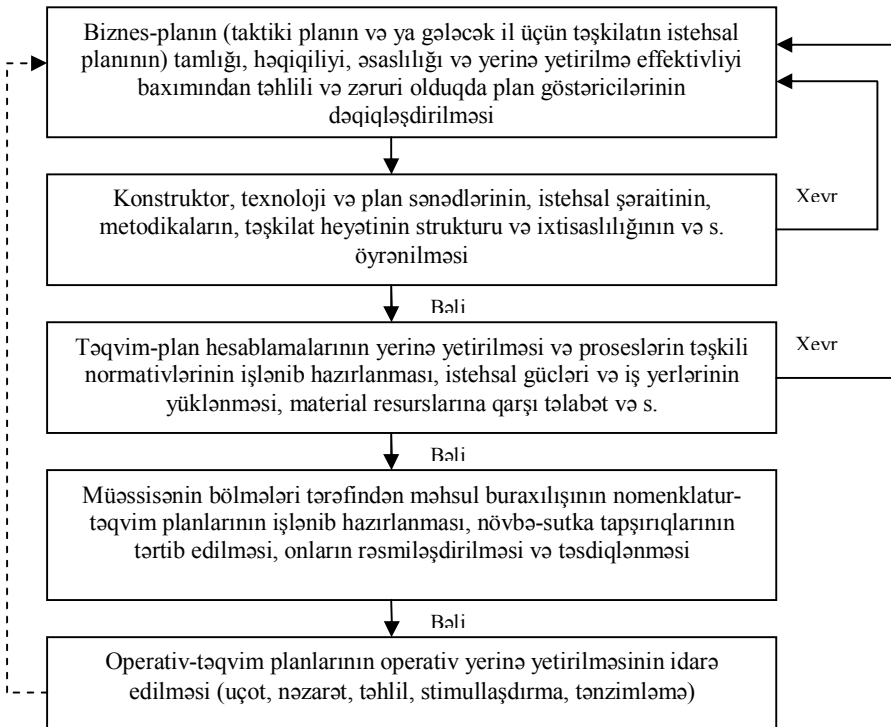 Biznes-planın (taktiki planın və ya gələcək il üçün təşkilatın istehsal
planının) tamlığı, həqiqiliyi, əsaslılığı və yerinə yetirilmə effektivliyi
baxımından təhlili və zəruri olduqda plan göstəricilərinin
dəqiqləşdirilməsi
Konstruktor, texnoloji və plan sənədlərinin, istehsal şəraitinin,
metodikaların, təşkilat heyətinin strukturu və ixtisaslılığının və s.
öyrənilməsi
Xeyr
Bəli
Təqvim-plan hesablamalarının yerinə yetirilməsi və proseslərin təşkili
normativlərinin işlənib hazırlanması, istehsal gücləri və iş yerlərinin
yüklənməsi, material resurslarına qarşı tələbət və s.
Xeyr
Bəli
Müəssisənin bölmələri tərəfindən məhsul buraxılışının nomenklatur-
təqvim planlarının işlənib hazırlanması, növbə-sutka tapşırıqlarının
tərtib edilməsi, onların rəsmiləşdirilməsi və təsdiqlənməsi
Bəli
Operativ-təqvim planlarının operativ yerinə yetirilməsinin idarə
edilməsi (uçot, nəzarət, təhlil, stimullaşdırma, tənzimləmə)